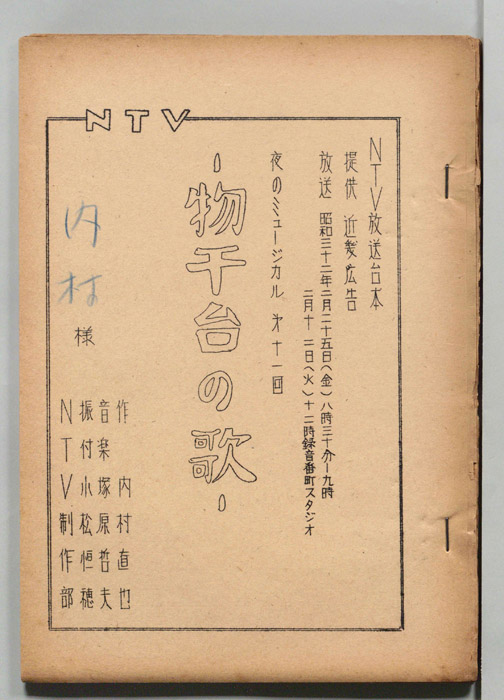 NTV
NTV放送台本
提供 近製広告
放送 昭和三十二年二月二十五日(金)八時三十分—九時
二月十二日(火)十二時録音番町スタジオ
夜のミュージカル 第十一回
-物干台の歌-
内村様
作 内村直也
音楽 塚原哲夫
振付 小松恒穂
NTV制作部